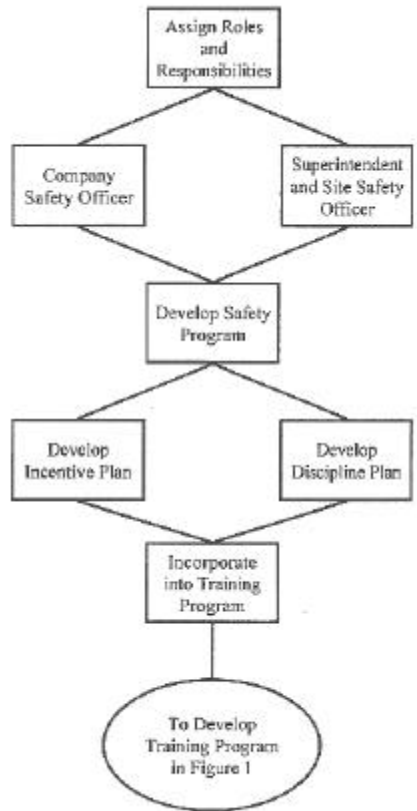 Assign Roles
and
Responsibilities
Company
Safety Officer
Superintendent
and Site Safety
Officer
Develop Safety
Program
Develop
Incentive Plan
Develop
Discipline Plan
Incorporate
into Training
Program
To Develop
Training Program
in Figure 1